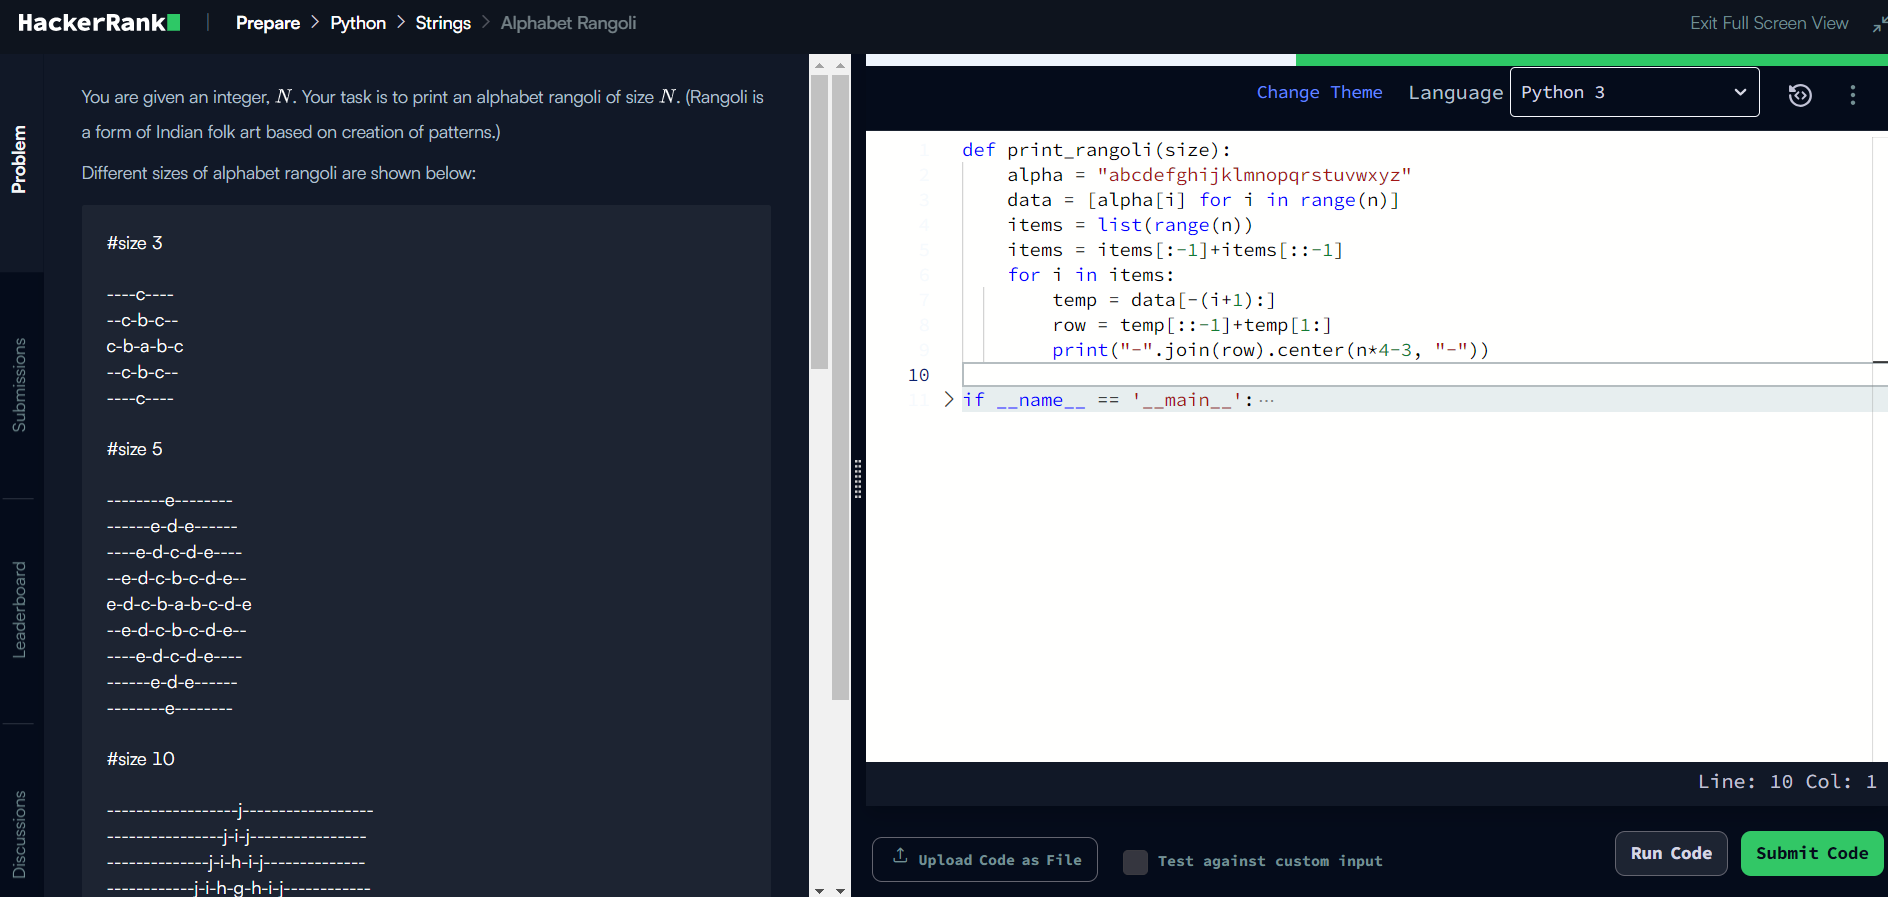 HackerRank | Prepare > Python > Strings > Alphabet Rangoli
Exit Full Screen View
Problem
Submissions
Leaderboard
Discussions
You are given an integer, N. Your task is to print an alphabet rangoli of size N. (Rangoli is
a form of Indian folk art based on creation of patterns.)
Different sizes of alphabet rangoli are shown below:
#size 3
----c----
--c-b-c--
c-b-a-b-c
--c-b-c--
----c----
#size 5
--------e--------
------e-d-e------
----e-d-c-d-e----
--e-d-c-b-c-d-e--
e-d-c-b-a-b-c-d-e
--e-d-c-b-c-d-e--
----e-d-c-d-e----
------e-d-e------
--------e--------
#size 10
------------------j------------------
----------------j-i-j----------------
--------------j-i-h-i-j--------------
------------j-i-h-g-h-i-j------------
Change Theme Language Python 3
1 def print_rangoli(size):
2 alpha = "abcdefghijklmnopqrstuvwxyz"
3 data = [alpha[i] for i in range(n)]
4 items = list(range(n))
5 items = items[:-1]+items[::-1]
6 for i in items:
7 temp = data[-(i+1):]
8 row = temp[::-1]+temp[1:]
9 print("-".join(row).center(n*4-3, "-"))
10
11 > if __name__ == '__main__':···
Line: 10 Col: 1
Upload Code as File
Test against custom input
Run Code
Submit Code